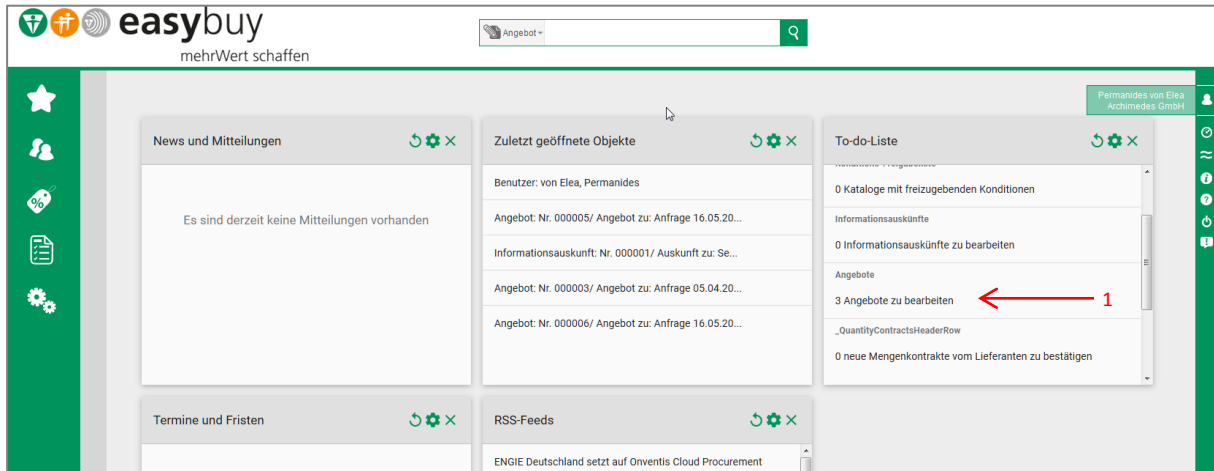 easybuy
mehrWert schaffen
Angebot
Permanides von Elea
Archimedes GmbH
News und Mitteilungen
Es sind derzeit keine Mitteilungen vorhanden
Zuletzt geöffnete Objekte
Benutzer: von Elea, Permanides
Angebot: Nr. 000005/ Angebot zu: Anfrage 16.05.20...
Informationsauskunft: Nr. 000001/ Auskunft zu: Se...
Angebot: Nr. 000003/ Angebot zu: Anfrage 05.04.20...
Angebot: Nr. 000006/ Angebot zu: Anfrage 16.05.20...
To-do-Liste
0 Kataloge mit freizugebenden Konditionen
Informationsauskünfte
0 Informationsauskünfte zu bearbeiten
Angebote
3 Angebote zu bearbeiten
1
_QuantityContractsHeaderRow
0 neue Mengenkontrakte vom Lieferanten zu bestätigen
Termine und Fristen
RSS-Feeds
ENGIE Deutschland setzt auf Onventis Cloud Procurement